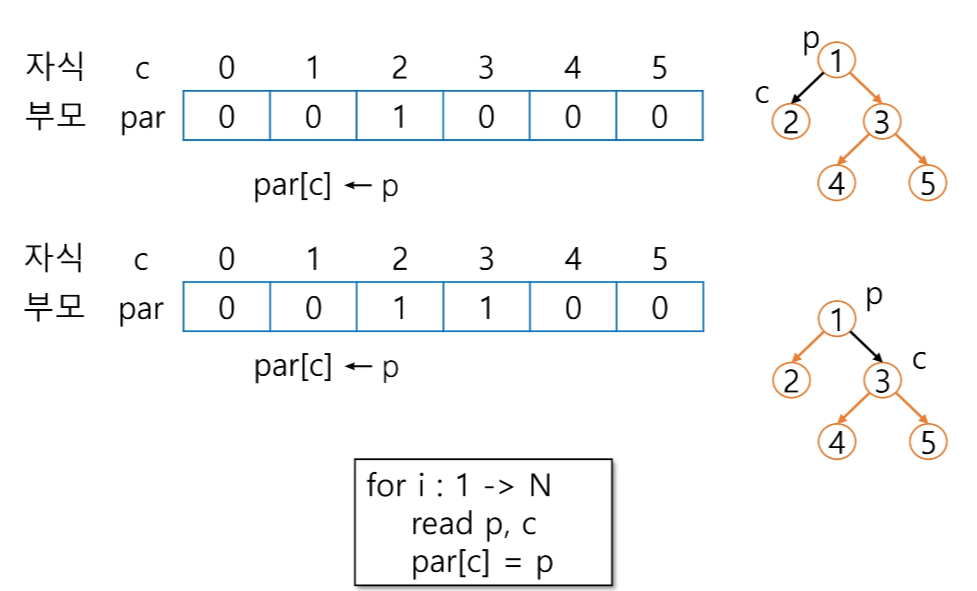 자식 c 0 1 2 3 4 5
부모 par 0 0 1 0 0 0
par[c] ← p
p
1
c
2 3
4 5
자식 c 0 1 2 3 4 5
부모 par 0 0 1 1 0 0
par[c] ← p
p
1
c
2 3
4 5
for i : 1 -> N
read p, c
par[c] = p